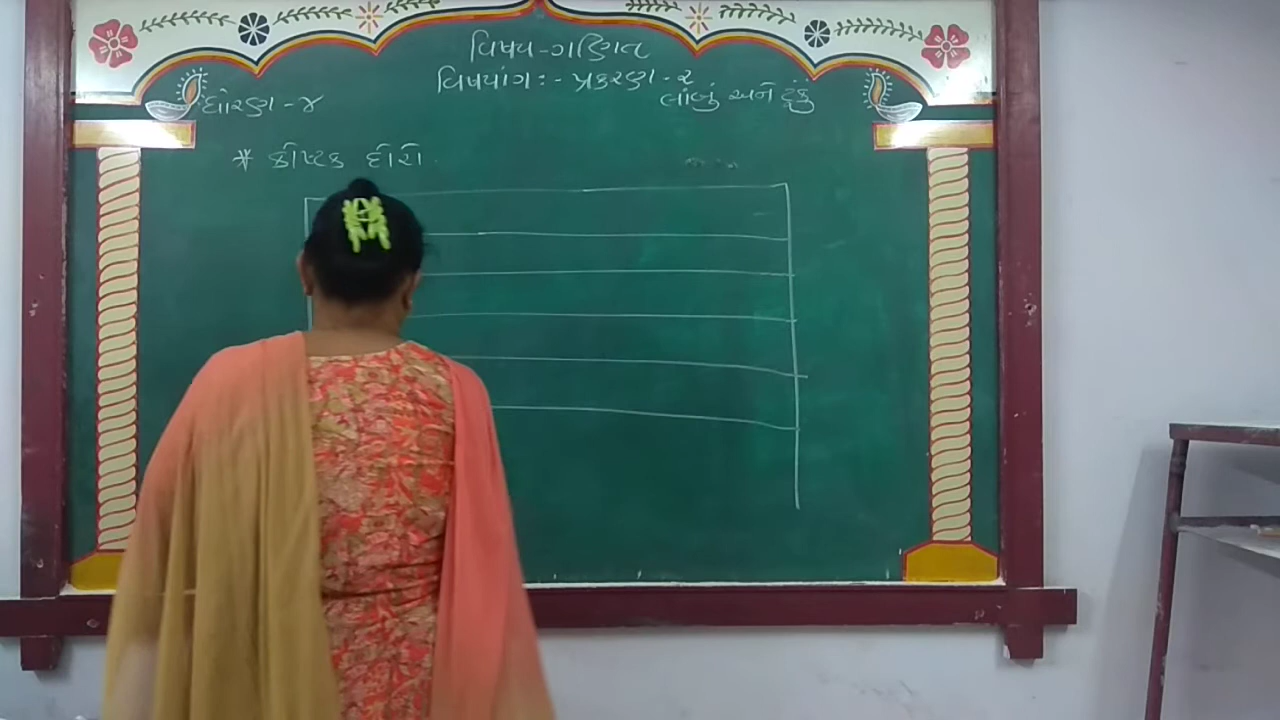 વિષય-ગણિત
વિષયાંગ:- પ્રકરણ-૨
લાંબું અને ટૂંકું
ધોરણ-૪
* કોષ્ટક દોરો.